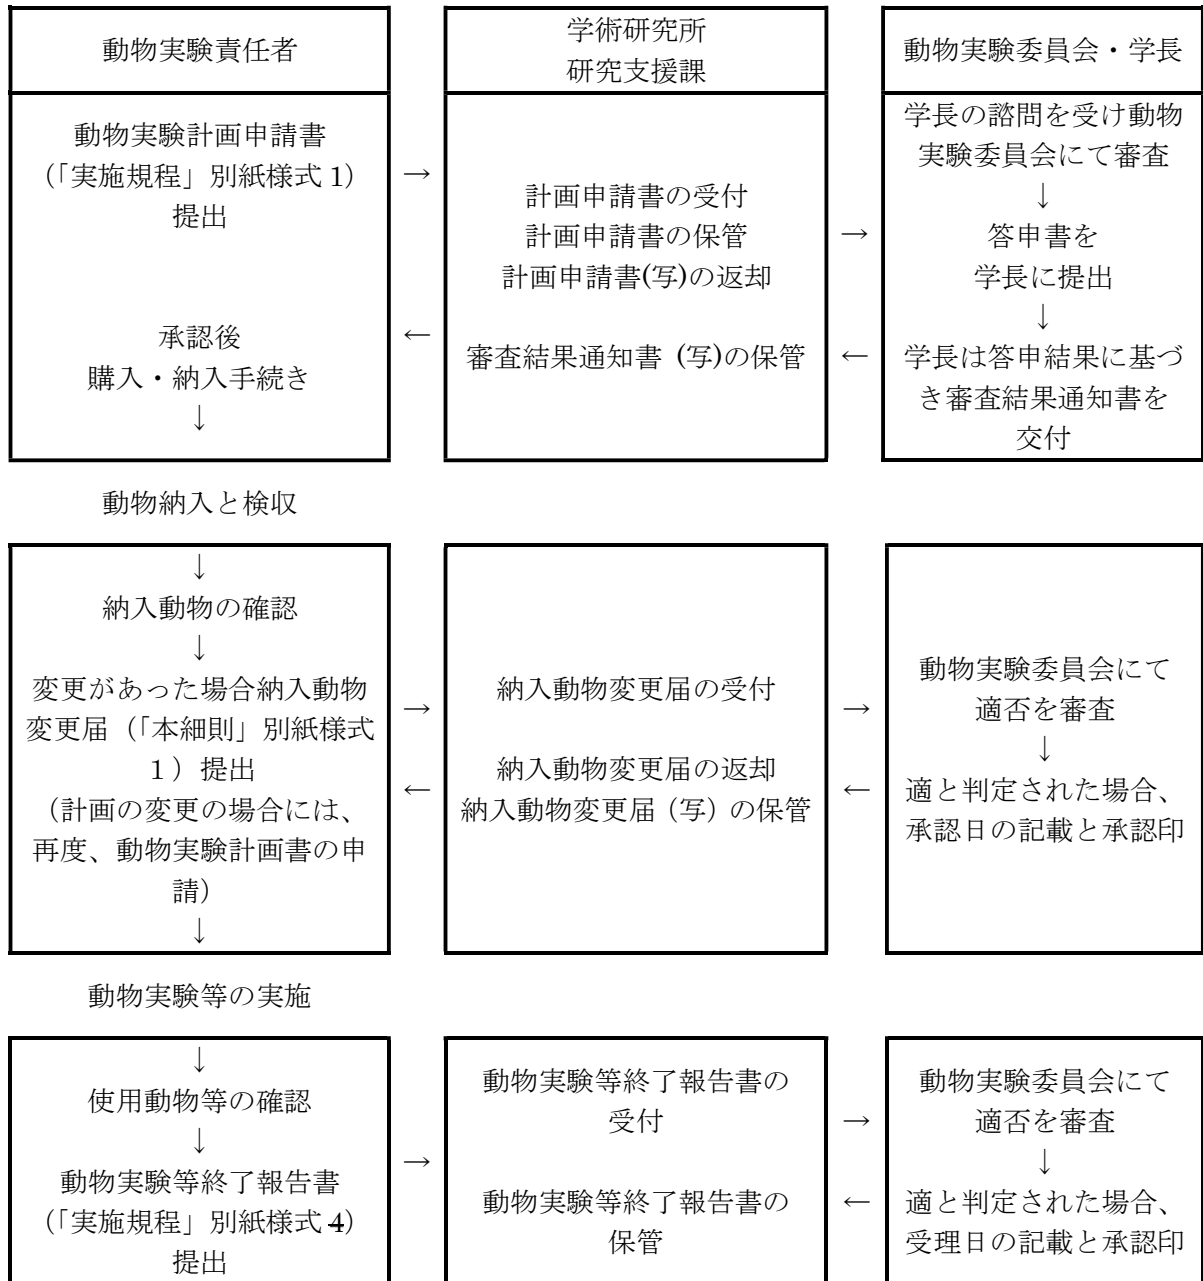 動物実験責任者
学術研究所
研究支援課
動物実験委員会・学長
動物実験計画申請書
(「実施規程」別紙様式 1)
提出
承認後
購入・納入手続き
↓
→
←
計画申請書の受付
計画申請書の保管
計画申請書(写)の返却
審査結果通知書 (写)の保管
→
←
学長の諮問を受け動物
実験委員会にて審査
↓
答申書を
学長に提出
↓
学長は答申結果に基づ
き審査結果通知書を
交付
動物納入と検収
↓
納入動物の確認
↓
変更があった場合納入動物
変更届（「本細則」別紙様式
１）提出
（計画の変更の場合には、
再度、動物実験計画書の申
請）
↓
→
←
納入動物変更届の受付
納入動物変更届の返却
納入動物変更届（写）の保管
→
←
動物実験委員会にて
適否を審査
↓
適と判定された場合、
承認日の記載と承認印
動物実験等の実施
↓
使用動物等の確認
↓
動物実験等終了報告書
(「実施規程」別紙様式 4)
提出
→
動物実験等終了報告書の
受付
動物実験等終了報告書の
保管
→
←
動物実験委員会にて
適否を審査
↓
適と判定された場合、
受理日の記載と承認印